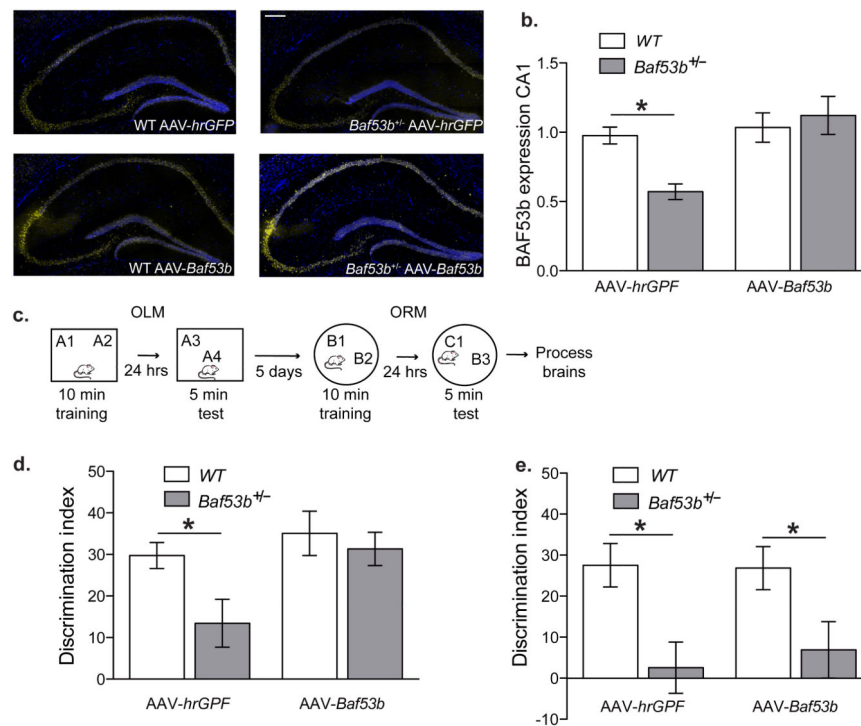 WT AAV-hrGFP
Baf53b+/- AAV-hrGFP
WT AAV-Baf53b
Baf53b+/- AAV-Baf53b
b.
WT
Baf53b+/-
BAF53b expression CA1
1.5
1.0
0.5
0.0
*
AAV-hrGPF
AAV-Baf53b
c.
OLM
ORM
A1 A2
24 hrs
A3
A4
5 days
B1
B2
24 hrs
C1
B3
Process
brains
10 min
training
5 min
test
10 min
training
5 min
test
d.
WT
Baf53b+/-
Discrimination index
50
40
30
20
10
0
*
AAV-hrGPF
AAV-Baf53b
e.
WT
Baf53b+/-
Discrimination index
50
40
30
20
10
0
-10
*
*
AAV-hrGPF
AAV-Baf53b